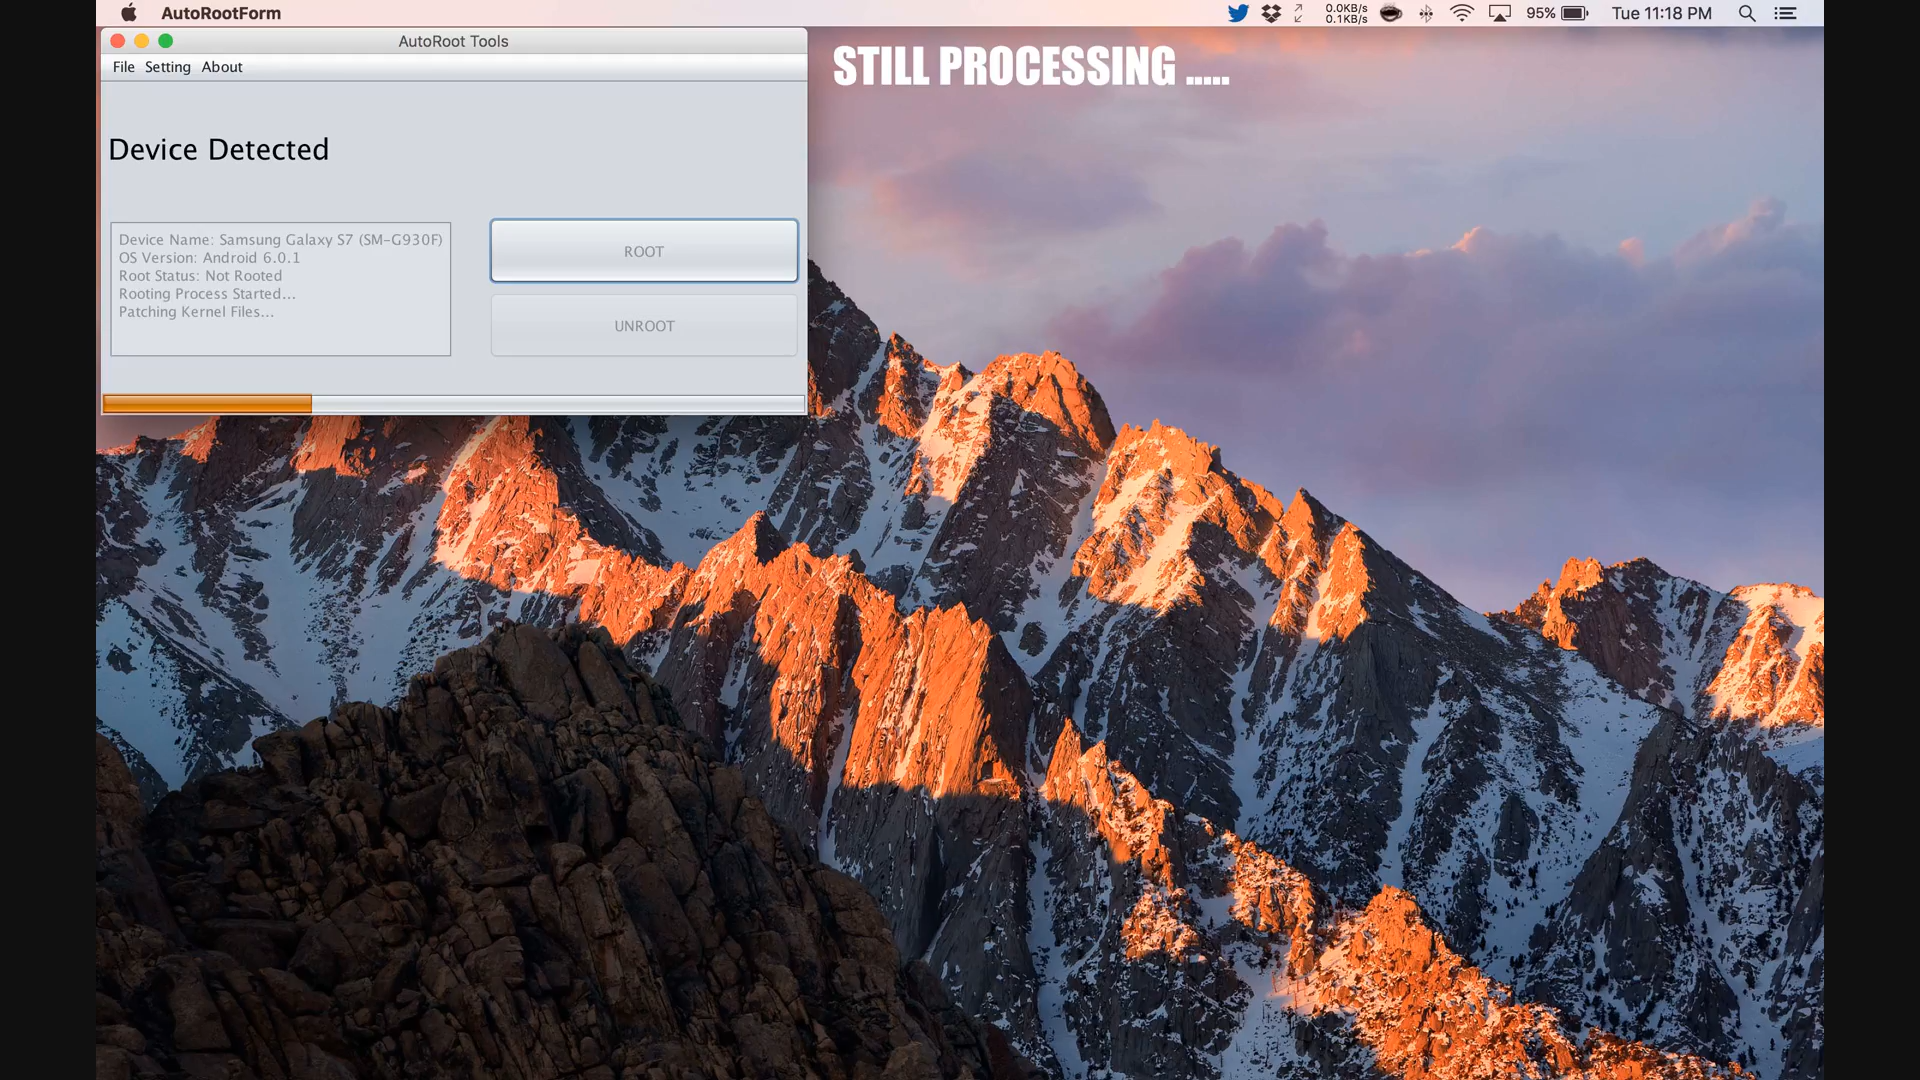 AutoRootForm
0.0KB/s
0.1KB/s
95%
Tue 11:18 PM
AutoRoot Tools
File Setting About
STILL PROCESSING .....
Device Detected
Device Name: Samsung Galaxy S7 (SM-G930F)
OS Version: Android 6.0.1
Root Status: Not Rooted
Rooting Process Started...
Patching Kernel Files...
ROOT
UNROOT